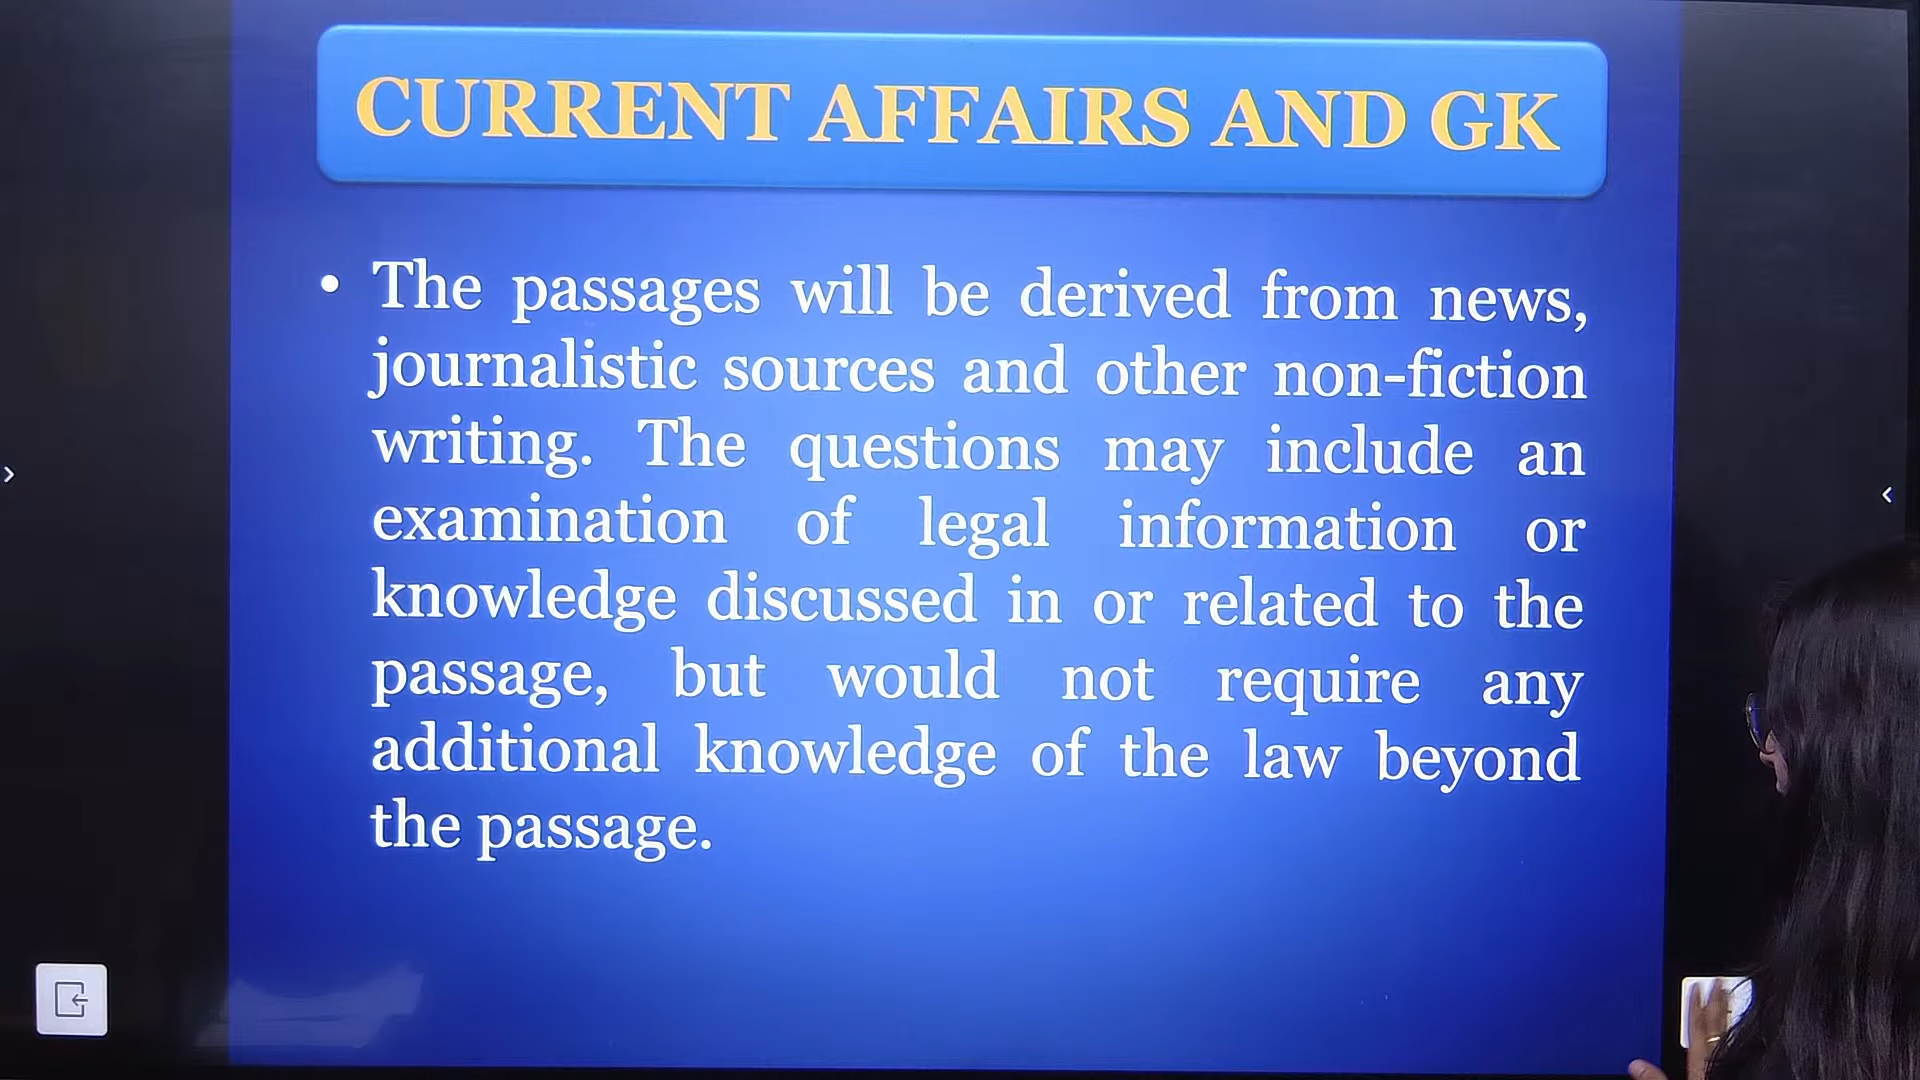 CURRENT AFFAIRS AND GK
• The passages will be derived from news,
journalistic sources and other non-fiction
writing. The questions may include an
examination of legal information or
knowledge discussed in or related to the
passage, but would not require any
additional knowledge of the law beyond
the passage.